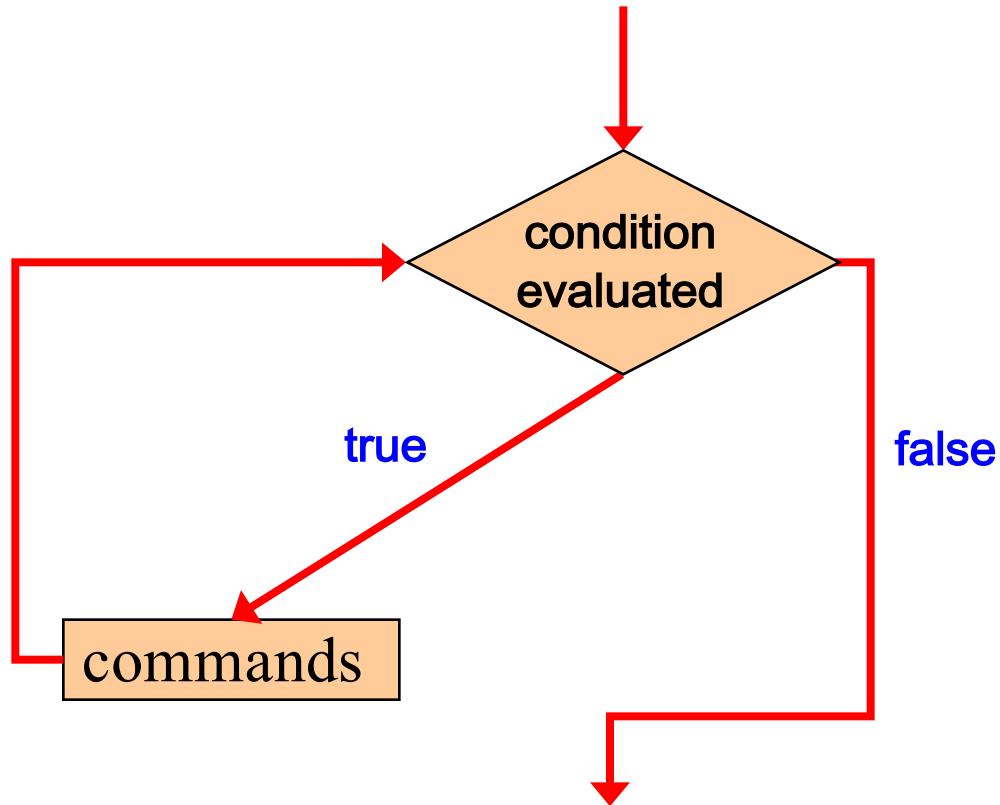 condition
evaluated
true
false
commands